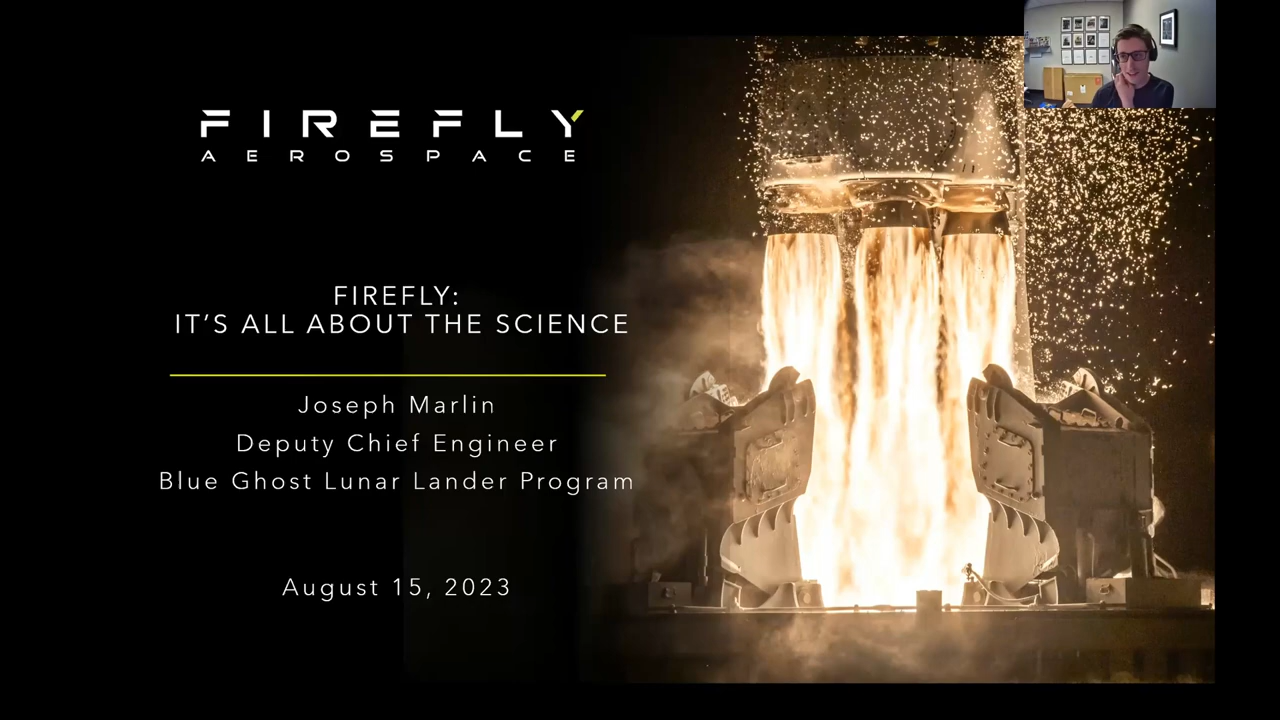 FIREFLY
AEROSPACE
FIREFLY:
IT'S ALL ABOUT THE SCIENCE
Joseph Marlin
Deputy Chief Engineer
Blue Ghost Lunar Lander Program
August 15, 2023